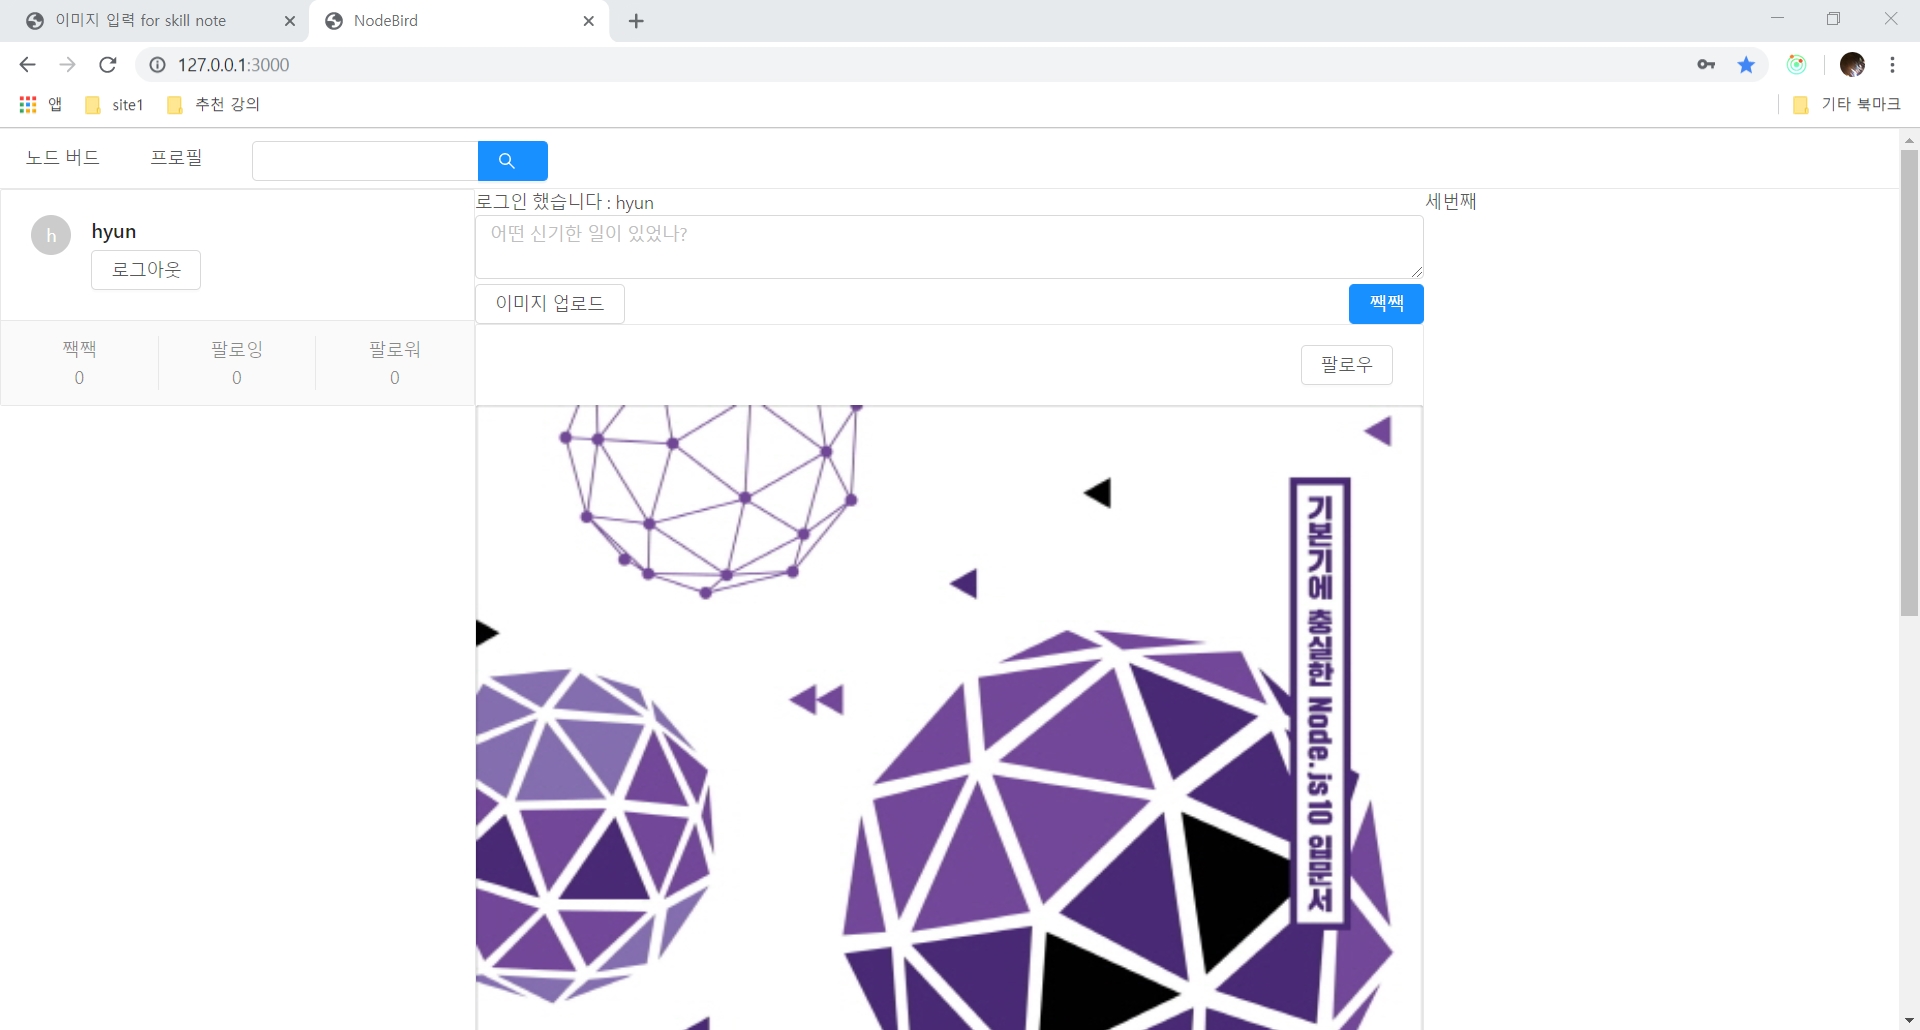 이미지 입력 for skill note
NodeBird
127.0.0.1:3000
앱
site1
추천 강의
기타 북마크
노드 버드
프로필
h
hyun
로그아웃
짹짹
0
팔로잉
0
팔로워
0
로그인 했습니다 : hyun
어떤 신기한 일이 있었나?
이미지 업로드
짹짹
팔로우
기본기에 충실한 Node.js10 입문서
세번째